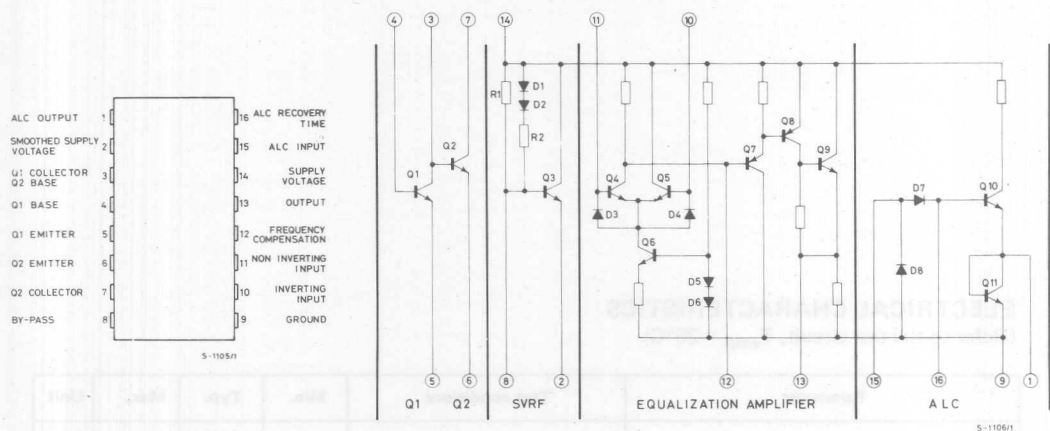 ALC OUTPUT 1
SMOOTHED SUPPLY VOLTAGE 2
Q1 COLLECTOR Q2 BASE 3
Q1 BASE 4
Q1 EMITTER 5
Q2 EMITTER 6
Q2 COLLECTOR 7
BY-PASS 8
16 ALC RECOVERY TIME
15 ALC INPUT
14 SUPPLY VOLTAGE
13 OUTPUT
12 FREQUENCY COMPENSATION
11 NON INVERTING INPUT
10 INVERTING INPUT
9 GROUND
S-1105/1
4 3 7 14 11 10
D1
R1
D2
R2
Q8
Q2
Q7
Q9
Q1
Q3
Q4 Q5
D7
Q10
D3
D4
Q6
D8
D5
Q11
D6
5 6 8 2 12 13 15 16 9 1
Q1 Q2
SVRF
EQUALIZATION AMPLIFIER
ALC
S-1106/1
ELECTRICAL CHARACTERISTICS
Min. Typ. Max. Unit